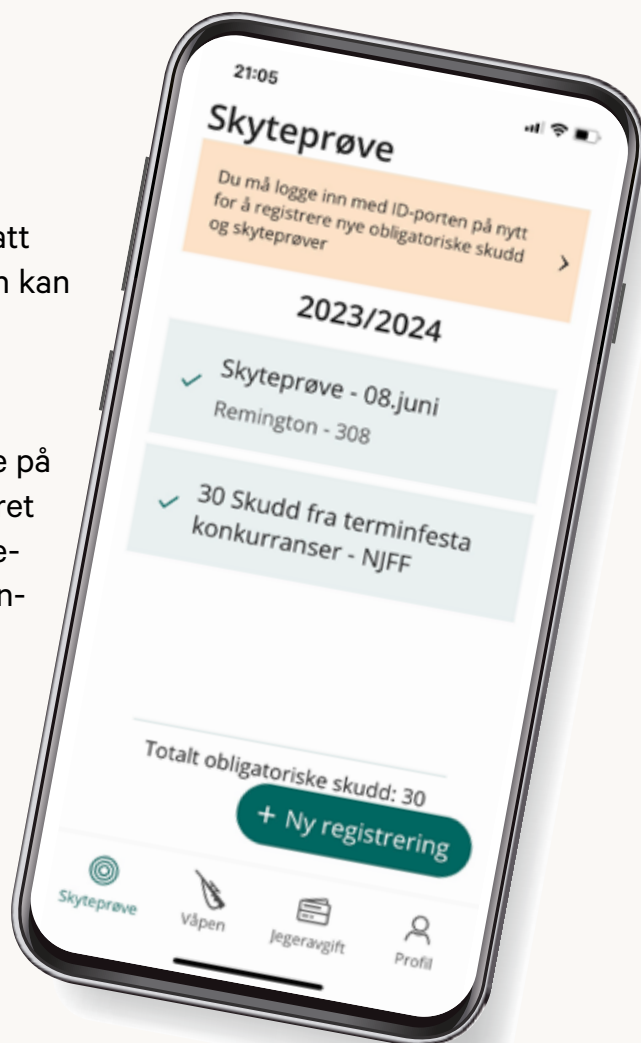 att
n kan
e på
ret
e-
n-
21:05
Skyteprøve
Du må logge inn med ID-porten på nytt
for å registrere nye obligatoriske skudd
og skyteprøver
2023/2024
Skyteprøve - 08.juni
Remington - 308
30 Skudd fra terminfesta
konkurranser - NJFF
Totalt obligatoriske skudd: 30
+ Ny registrering
Skyteprøve
Våpen
Jegeravgift
Profil